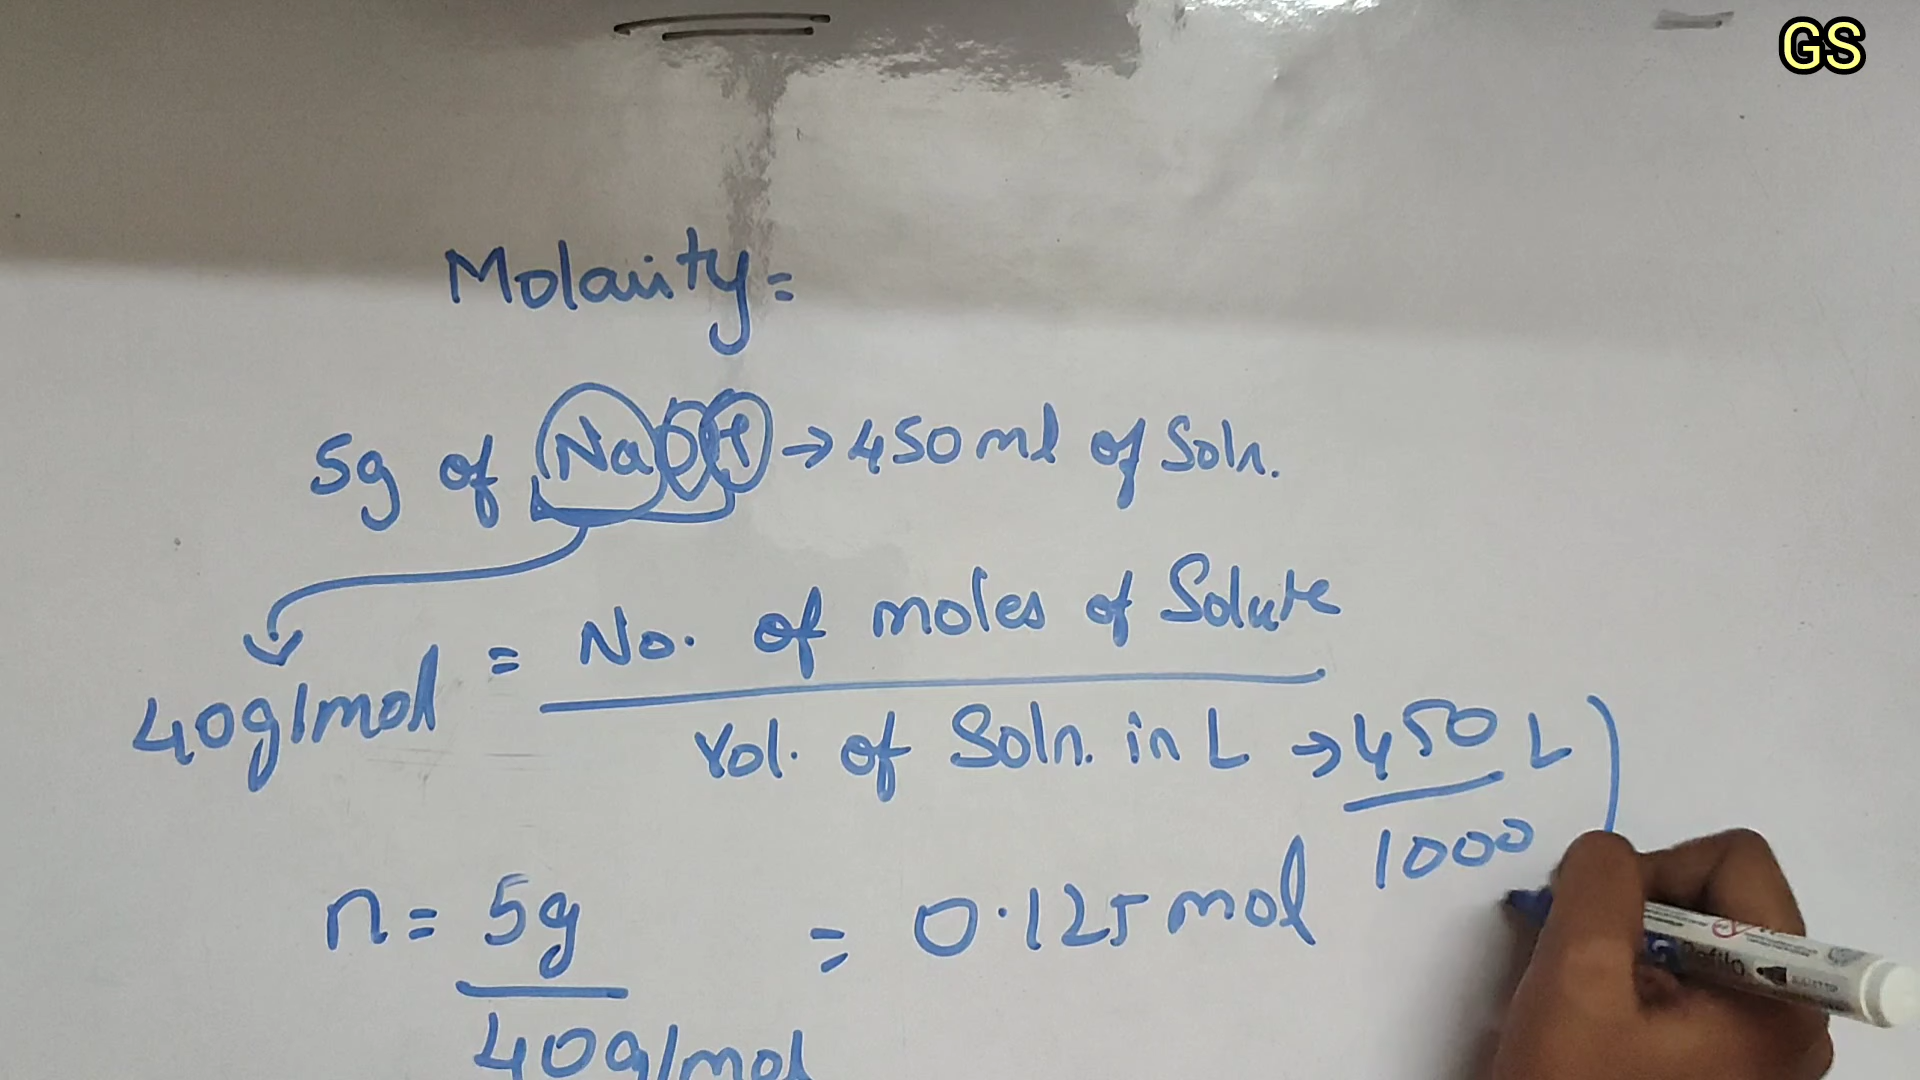 GS
Molarity =
5g of NaOH → 450 ml of Soln.
40g/mol = No. of moles of Solute
Vol. of Soln. in L → 450 L
1000
n = 5g = 0.125 mol
40g/mol